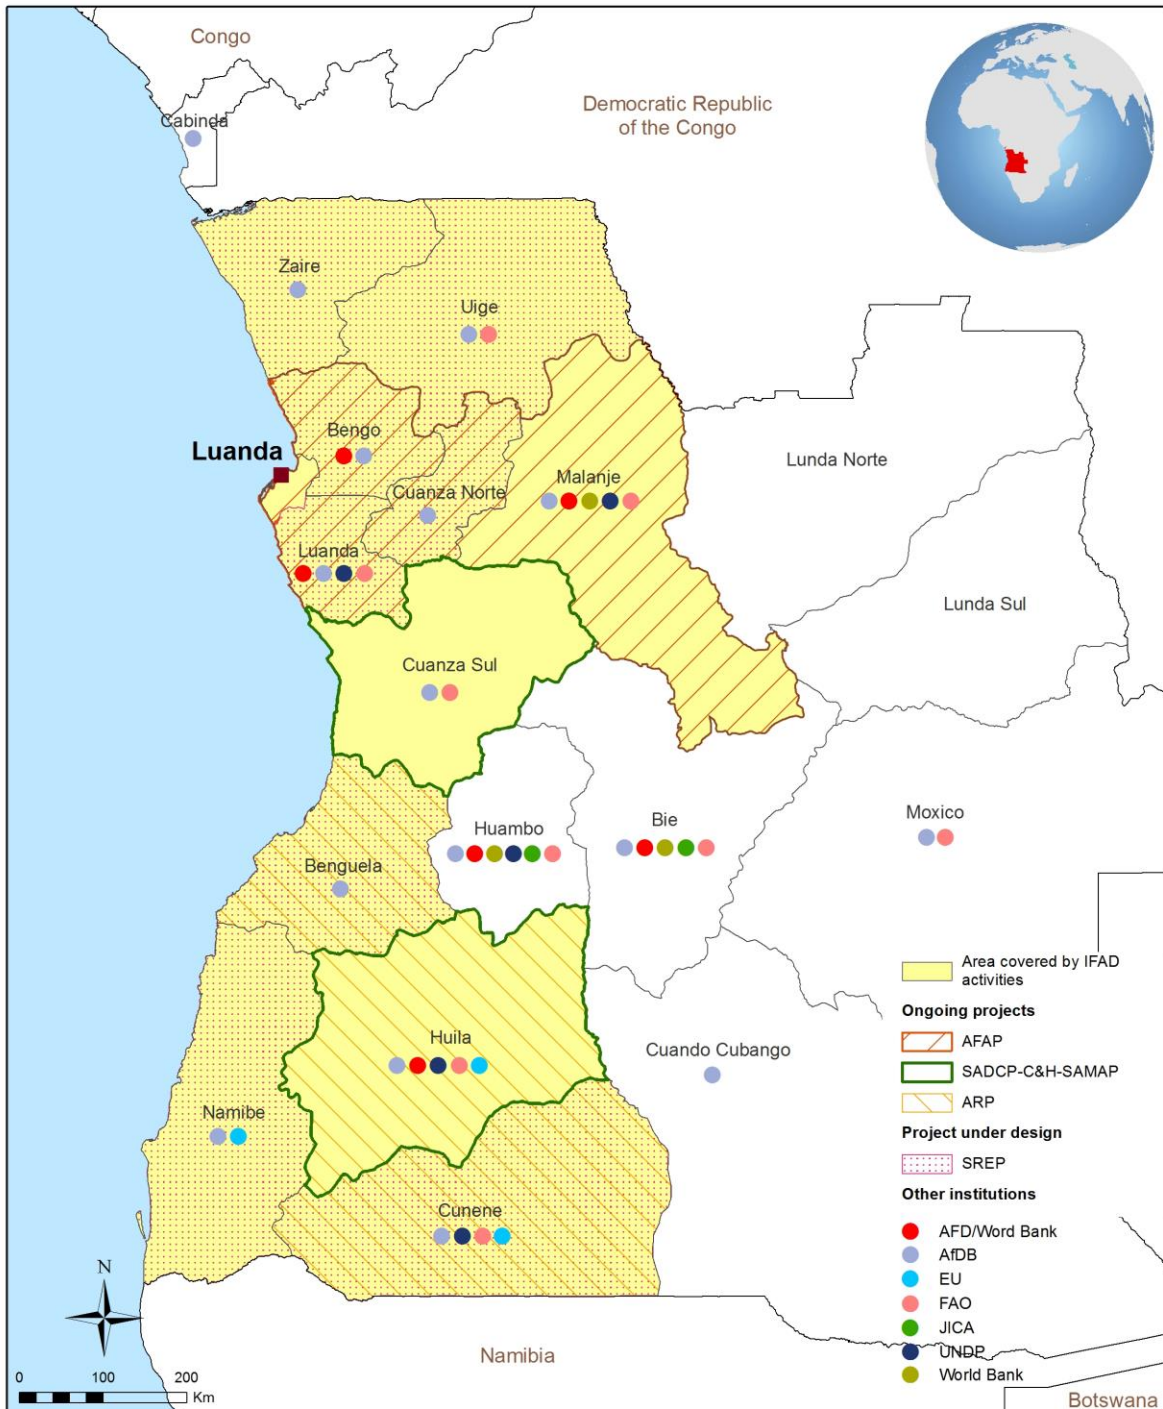 Congo
Democratic Republic
of the Congo
Cabinda
Zaire
Uige
Bengo
Luanda
Lunda Norte
Malanje
Cuanza Norte
Luanda
Lunda Sul
Cuanza Sul
Moxico
Bie
Huambo
Benguela
Huila
Cuando Cubango
Namibe
Cunene
Area covered by IFAD
activities
Ongoing projects
AFAP
SADCP-C&H-SAMAP
ARP
Project under design
SREP
Other institutions
AFD/Word Bank
AfDB
EU
FAO
JICA
UNDP
World Bank
N
Namibia
0 100 200
Km
Botswana